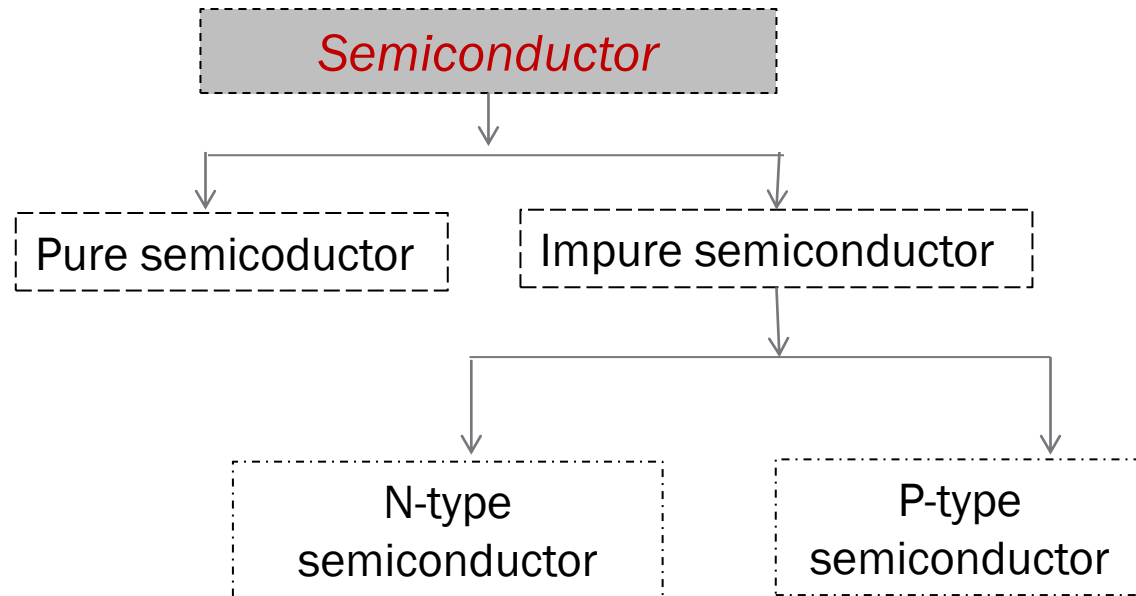 Semiconductor
Pure semicoductor
Impure semiconductor
N-type
semiconductor
P-type
semiconductor